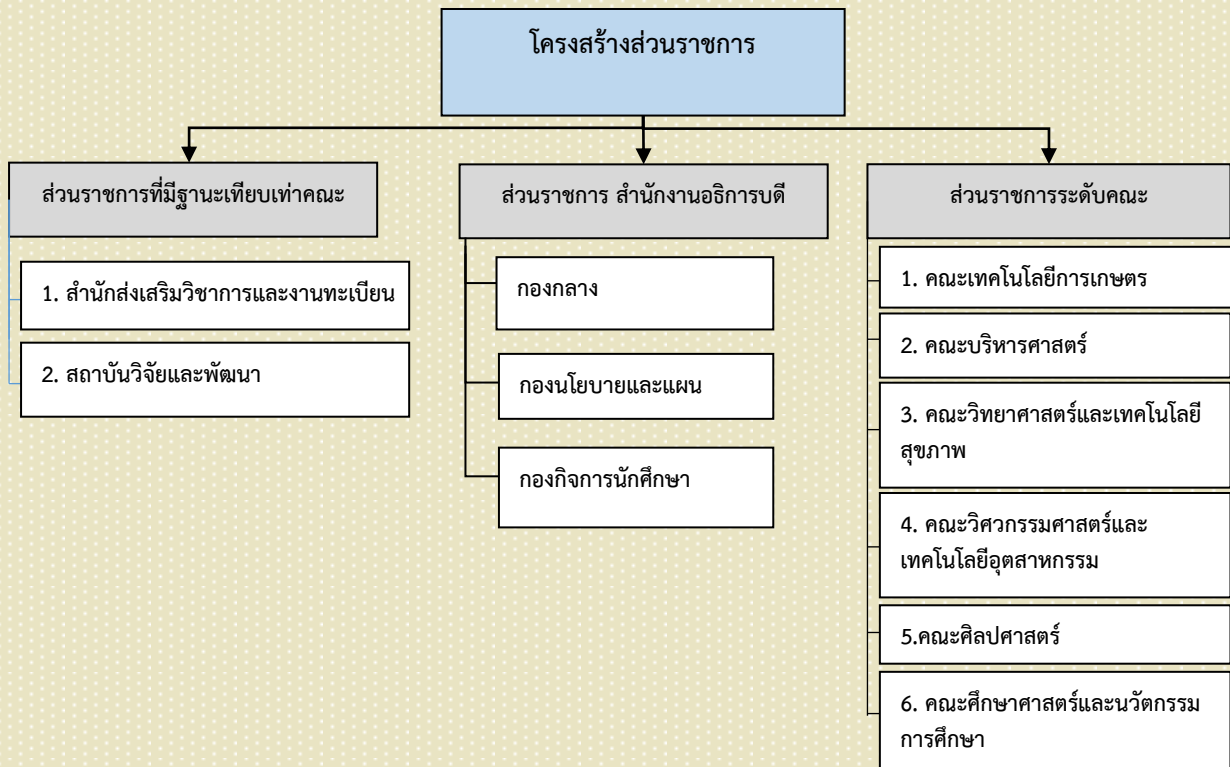 โครงสร้างส่วนราชการ
ส่วนราชการที่มีฐานะเทียบเท่าคณะ
1. สำนักส่งเสริมวิชาการและงานทะเบียน
2. สถาบันวิจัยและพัฒนา
ส่วนราชการ สำนักงานอธิการบดี
กองกลาง
กองนโยบายและแผน
กองกิจการนักศึกษา
ส่วนราชการระดับคณะ
1. คณะเทคโนโลยีการเกษตร
2. คณะบริหารศาสตร์
3. คณะวิทยาศาสตร์และเทคโนโลยี
สุขภาพ
4. คณะวิศวกรรมศาสตร์และ
เทคโนโลยีอุตสาหกรรม
5.คณะศิลปศาสตร์
6. คณะศึกษาศาสตร์และนวัตกรรม
การศึกษา